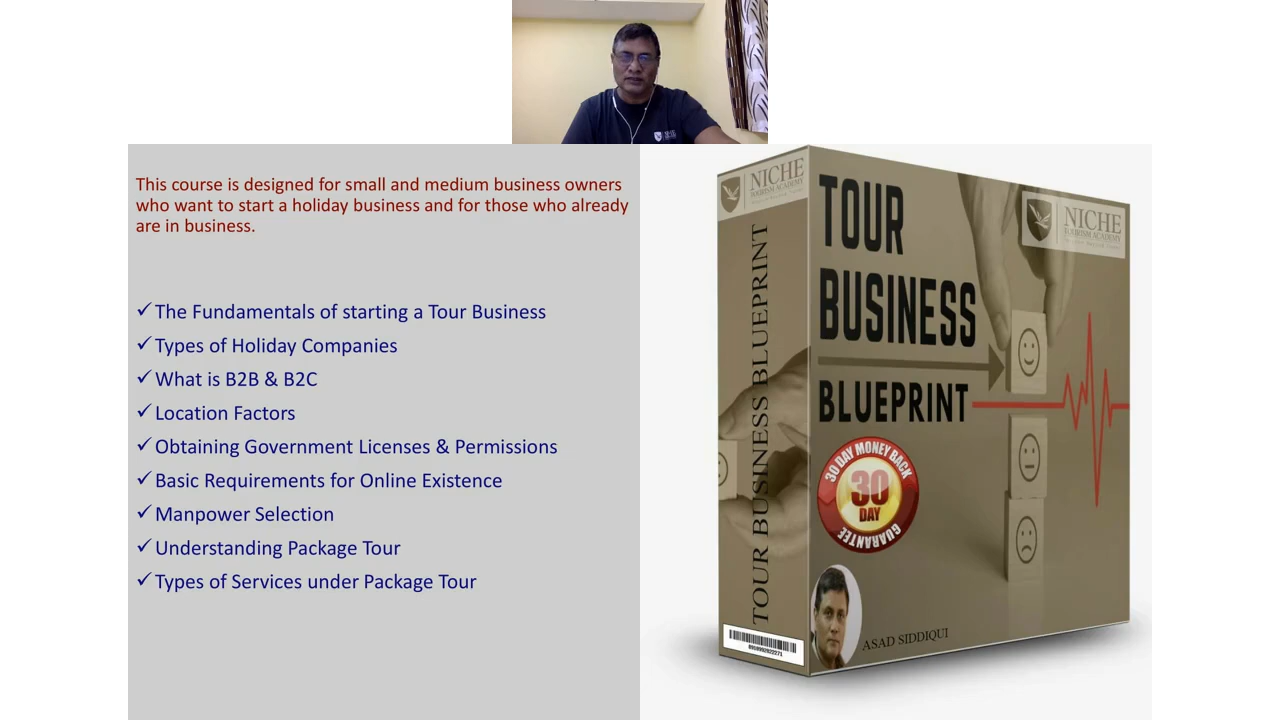 This course is designed for small and medium business owners
who want to start a holiday business and for those who already
are in business.
✓The Fundamentals of starting a Tour Business
✓Types of Holiday Companies
✓What is B2B & B2C
✓Location Factors
✓Obtaining Government Licenses & Permissions
✓Basic Requirements for Online Existence
✓Manpower Selection
✓Understanding Package Tour
✓Types of Services under Package Tour
NICHE
TOURISM ACADEMY
TOUR BUSINESS BLUEPRINT
TOUR
BUSINESS
BLUEPRINT
NICHE
TOURISM ACADEMY
30 DAY MONEY BACK
30
DAY
GUARANTEE
ASAD SIDDIQUI